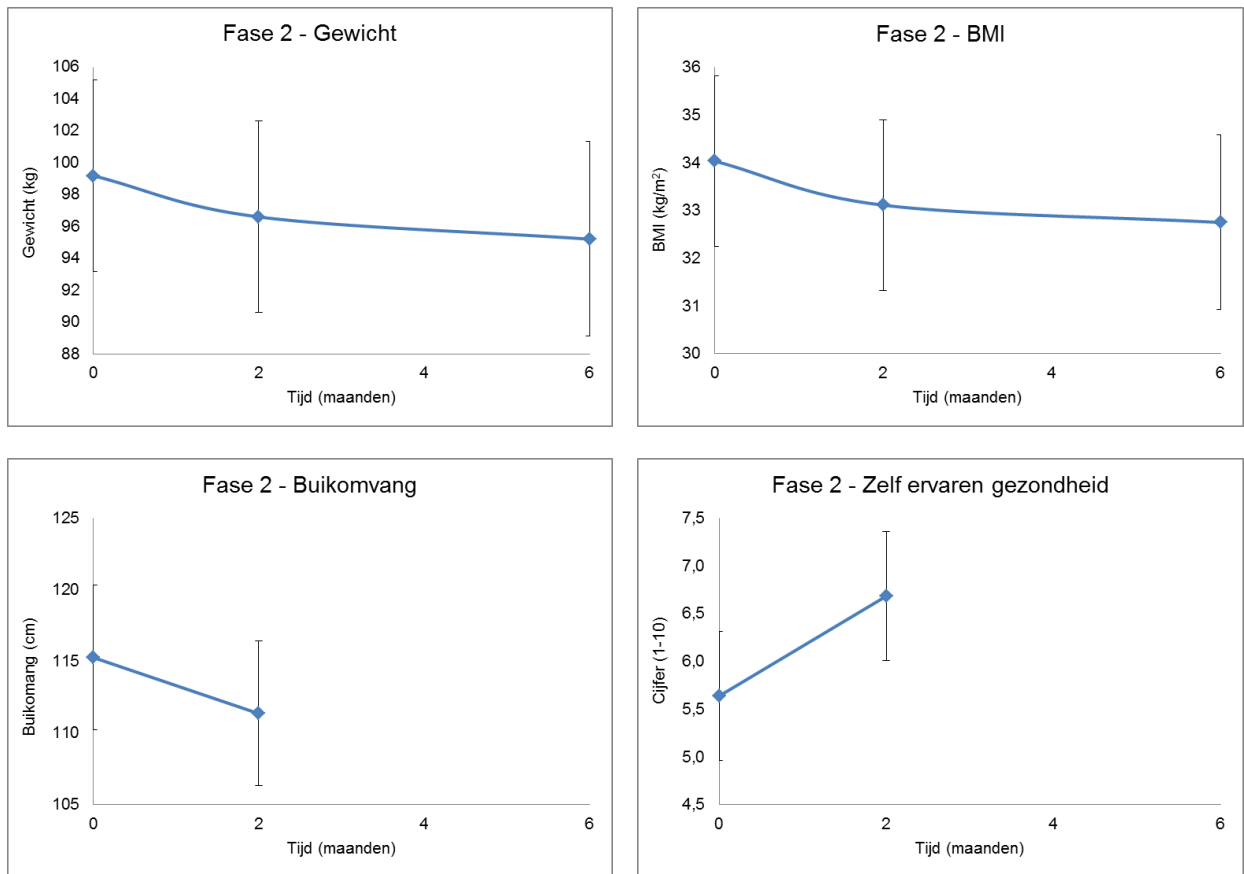 Fase 2 - Gewicht
106
104
102
100
98
96
94
92
90
88
Gewicht (kg)
0 2 4 6
Tijd (maanden)
Fase 2 - BMI
36
35
34
33
32
31
30
BMI (kg/m²)
0 2 4 6
Tijd (maanden)
Fase 2 - Buikomvang
125
120
115
110
105
Buikomang (cm)
0 2 4 6
Tijd (maanden)
Fase 2 - Zelf ervaren gezondheid
7,5
7,0
6,5
6,0
5,5
5,0
4,5
Cijfer (1-10)
0 2 4 6
Tijd (maanden)